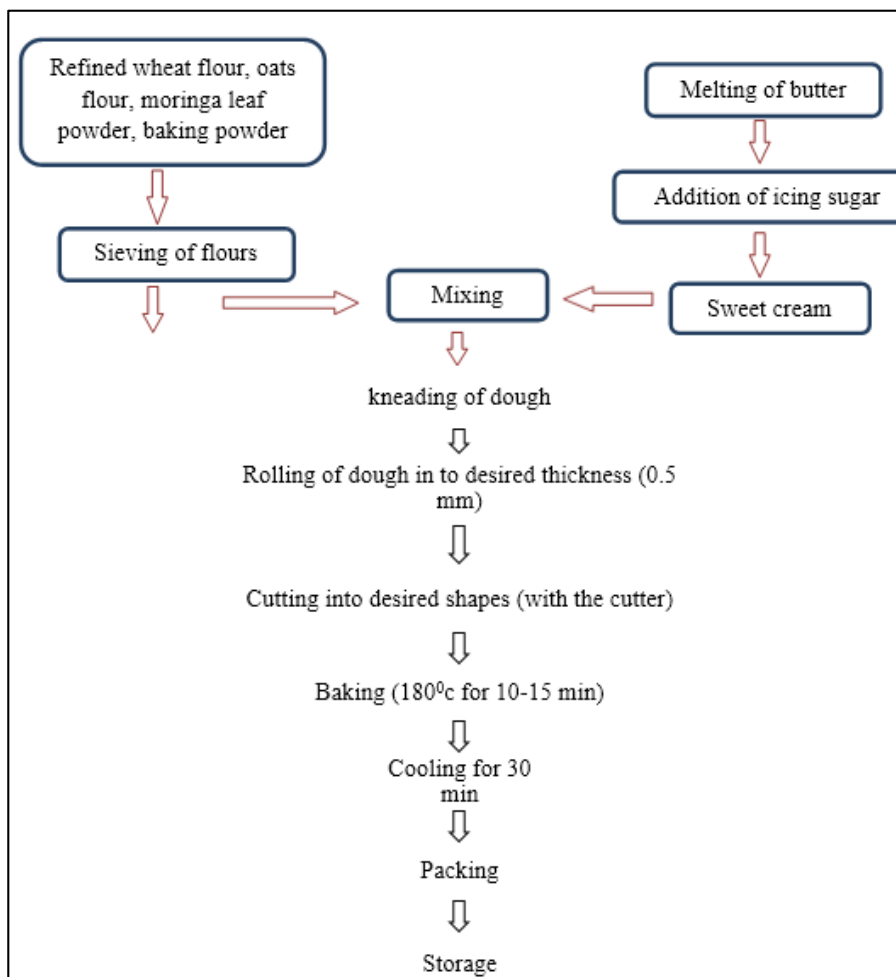 Refined wheat flour, oats
flour, moringa leaf
powder, baking powder
Sieving of flours
Melting of butter
Addition of icing sugar
Sweet cream
Mixing
kneading of dough
Rolling of dough in to desired thickness (0.5
mm)
Cutting into desired shapes (with the cutter)
Baking (180⁰c for 10-15 min)
Cooling for 30
min
Packing
Storage